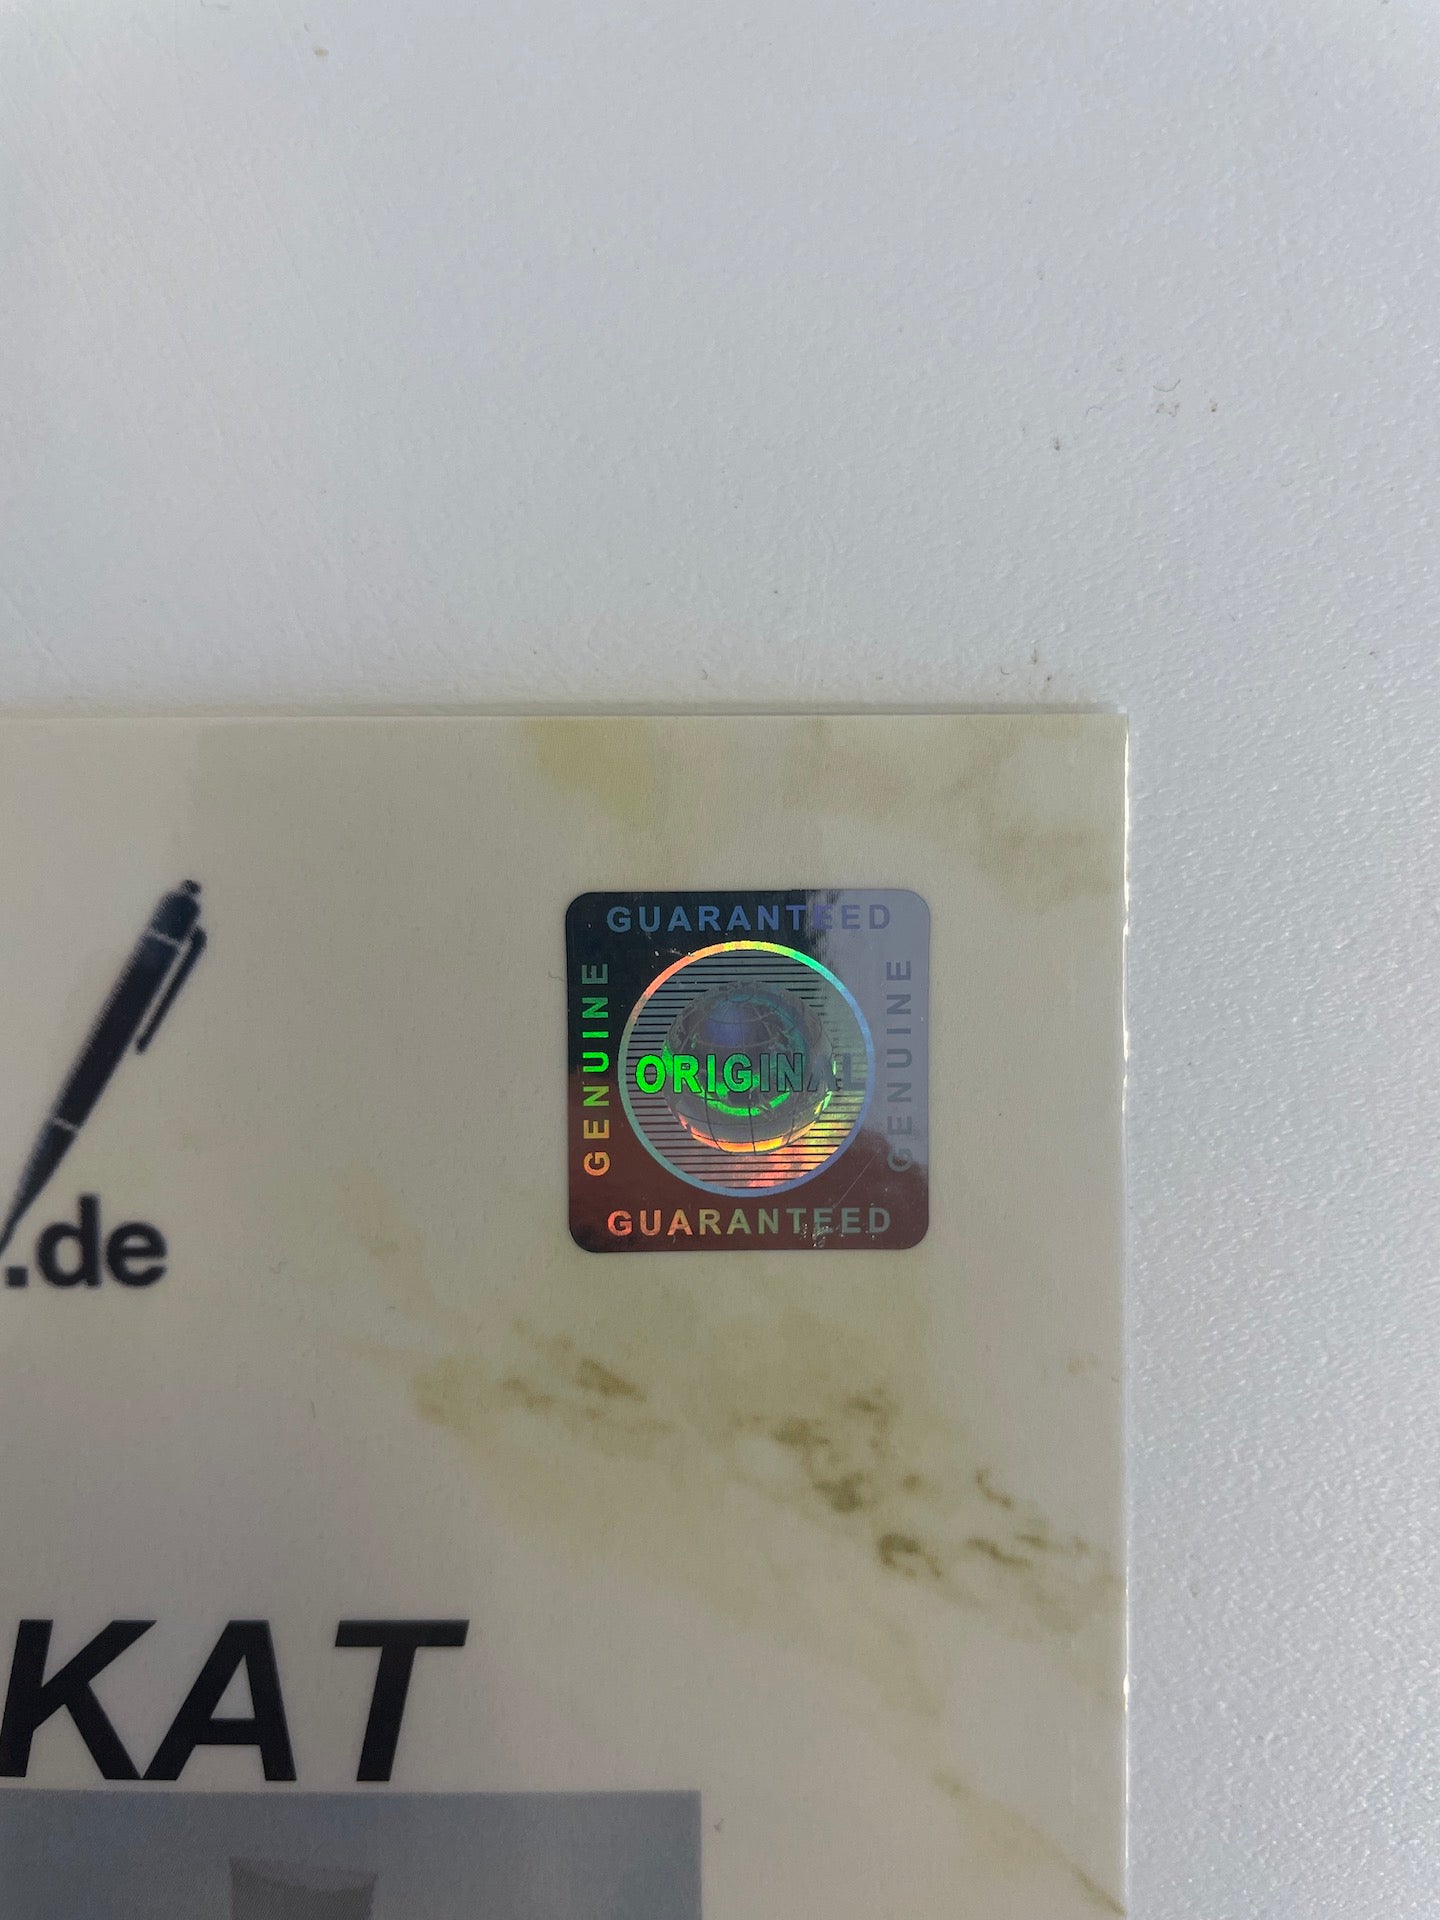 GUARANTEED
GENUINE
ORIGINAL
GENUINE
GUARANTEED
.de
KAT